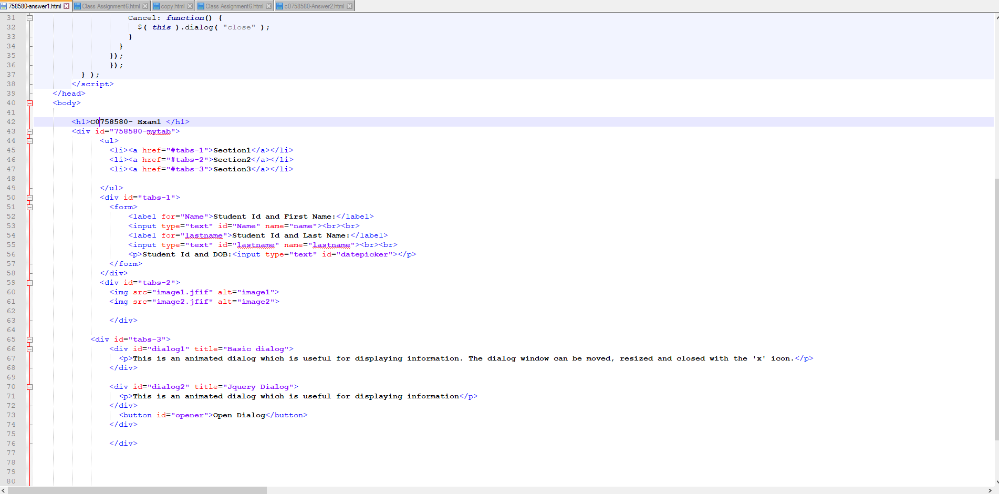 758580-answer1.html Class Assignment6.html copy.html Class Assignment6.html c0758580-Answer2.html
31 Cancel: function() {
32 $( this ).dialog( "close" );
33 }
34 }
35 });
36 });
37 } );
38 </script>
39 </head>
40 <body>
41
42 <h1>C0758580- Exam1 </h1>
43 <div id="758580-mytab">
44 <ul>
45 <li><a href="#tabs-1">Section1</a></li>
46 <li><a href="#tabs-2">Section2</a></li>
47 <li><a href="#tabs-3">Section3</a></li>
48
49 </ul>
50 <div id="tabs-1">
51 <form>
52 <label for="Name">Student Id and First Name:</label>
53 <input type="text" id="Name" name="name"><br><br>
54 <label for="lastname">Student Id and Last Name:</label>
55 <input type="text" id="lastname" name="lastname"><br><br>
56 <p>Student Id and DOB:<input type="text" id="datepicker"></p>
57 </form>
58 </div>
59 <div id="tabs-2">
60 <img src="image1.jfif" alt="image1">
61 <img src="image2.jfif" alt="image2">
62
63 </div>
64
65 <div id="tabs-3">
66 <div id="dialog1" title="Basic dialog">
67 <p>This is an animated dialog which is useful for displaying information. The dialog window can be moved, resized and closed with the 'x' icon.</p>
68 </div>
69
70 <div id="dialog2" title="Jquery Dialog">
71 <p>This is an animated dialog which is useful for displaying information</p>
72 </div>
73 <button id="opener">Open Dialog</button>
74 </div>
75
76 </div>
77
78
79
80